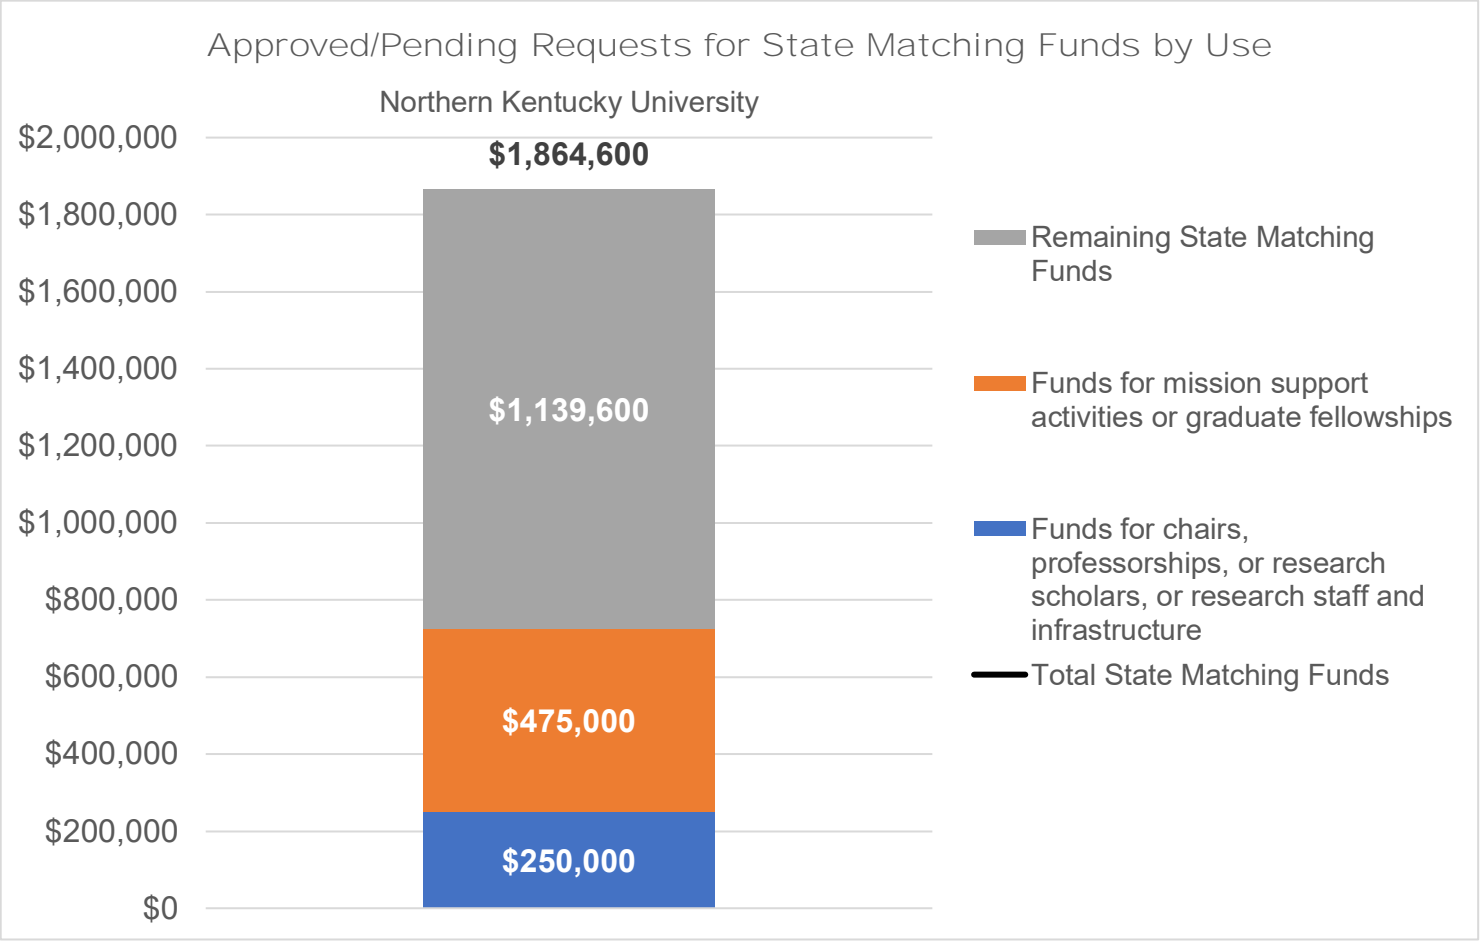 Approved/Pending Requests for State Matching Funds by Use
Northern Kentucky University
$2,000,000
$1,800,000
$1,600,000
$1,400,000
$1,200,000
$1,000,000
$800,000
$600,000
$400,000
$200,000
$0
$1,864,600
$1,139,600
$475,000
$250,000
Remaining State Matching
Funds
Funds for mission support
activities or graduate fellowships
Funds for chairs,
professorships, or research
scholars, or research staff and
infrastructure
Total State Matching Funds